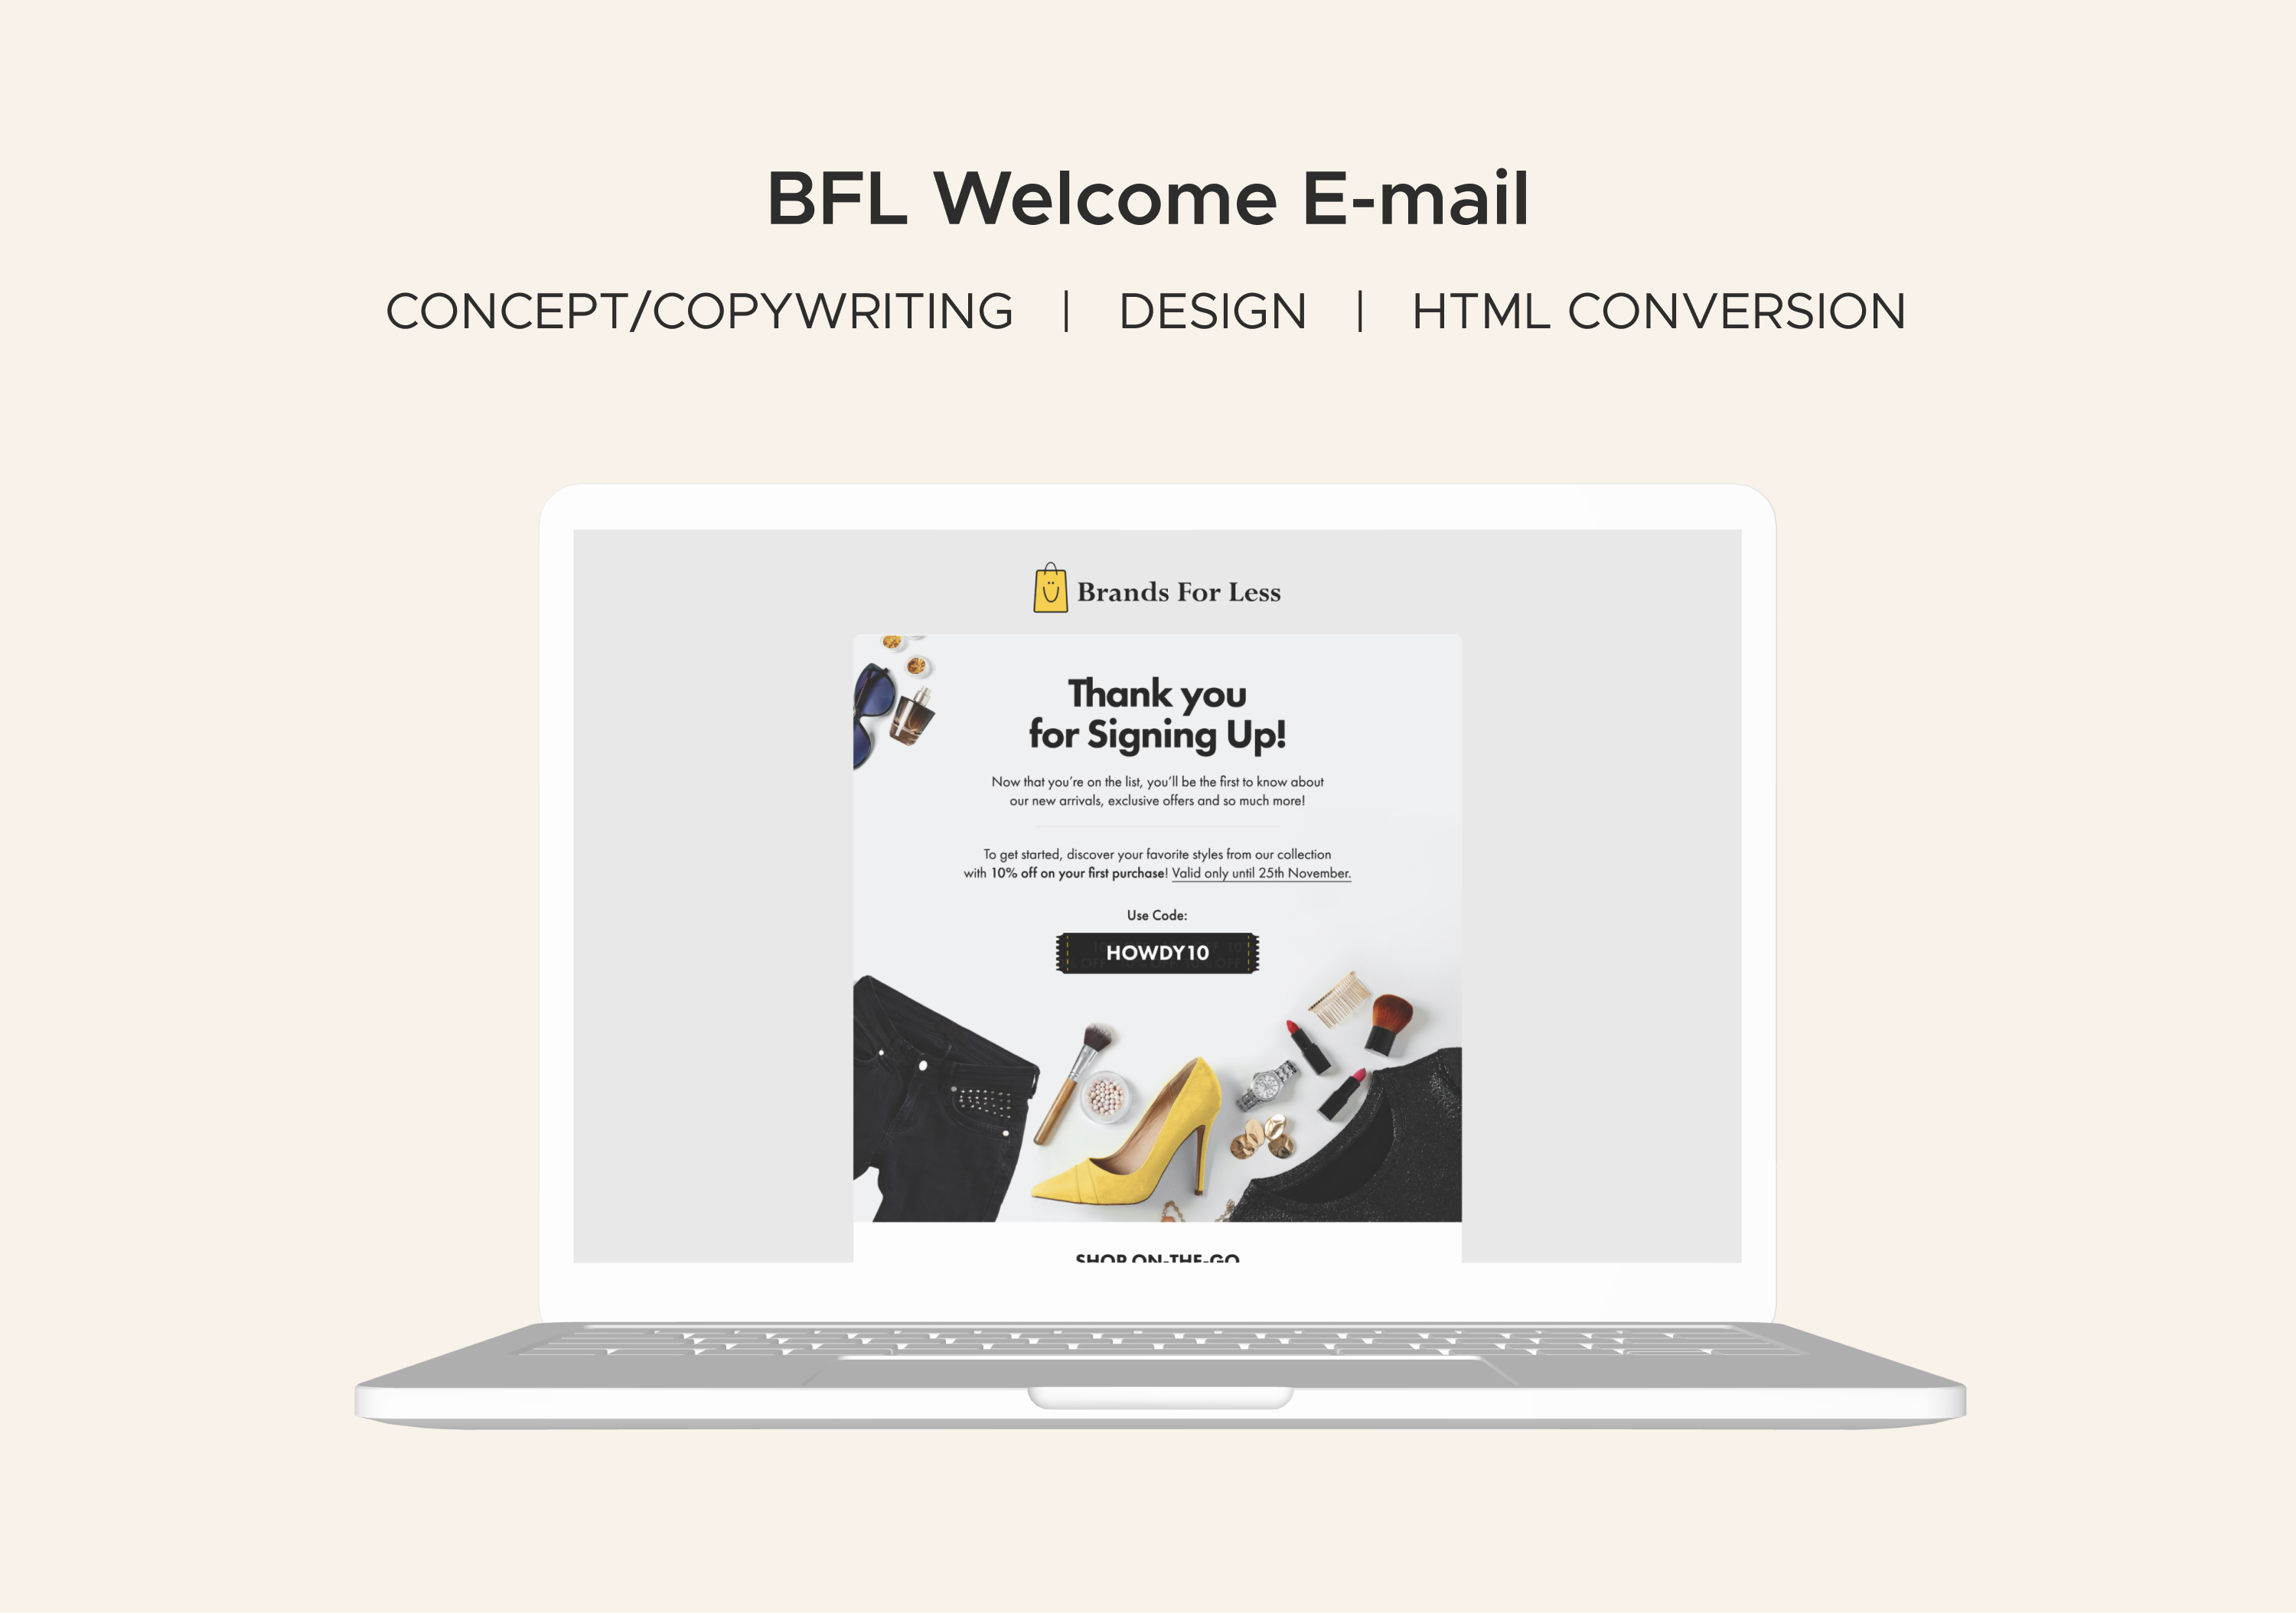 BFL Welcome E-mail
CONCEPT/COPYWRITING | DESIGN | HTML CONVERSION
Brands For Less
Thank you
for Signing Up!
Now that you’re on the list, you’ll be the first to know about
our new arrivals, exclusive offers and so much more!
To get started, discover your favorite styles from our collection
with 10% off on your first purchase! Valid only until 25th November.
Use Code:
HOWDY10
SHOP ON-THE-GO